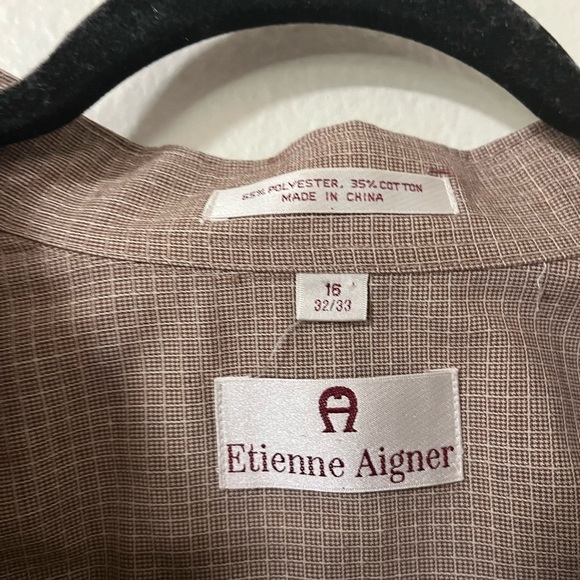 65% POLYESTER, 35% COTTON
MADE IN CHINA
16
32/33
A
Etienne Aigner